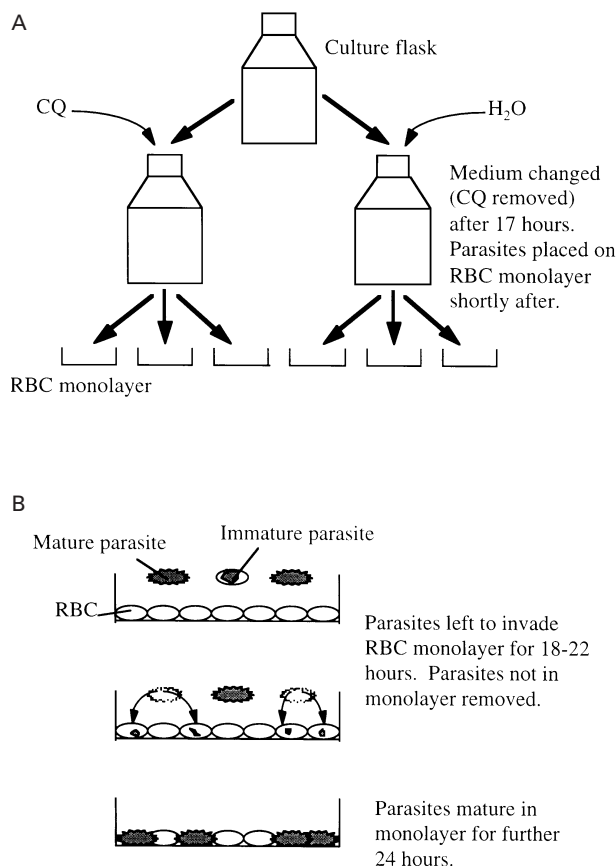 A
Culture flask
CQ
H₂O
Medium changed
(CQ removed)
after 17 hours.
Parasites placed on
RBC monolayer
shortly after.
RBC monolayer
B
Immature parasite
Mature parasite
RBC
Parasites left to invade
RBC monolayer for 18-22
hours. Parasites not in
monolayer removed.
Parasites mature in
monolayer for further
24 hours.